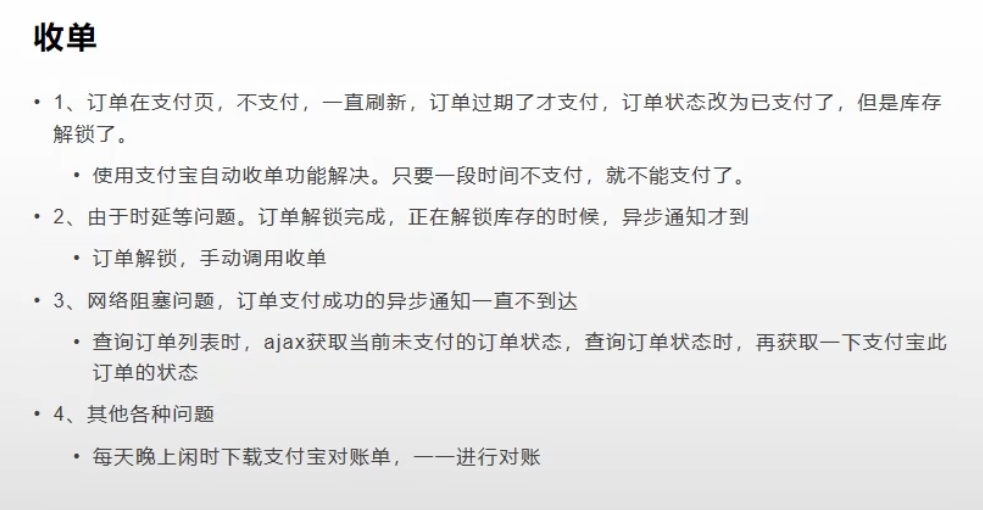 收单
• 1、订单在支付页，不支付，一直刷新，订单过期了才支付，订单状态改为已支付了，但是库存
解锁了。
• 使用支付宝自动收单功能解决。只要一段时间不支付，就不能支付了。
• 2、由于时延等问题。订单解锁完成，正在解锁库存的时候，异步通知才到
• 订单解锁，手动调用收单
• 3、网络阻塞问题，订单支付成功的异步通知一直不到达
• 查询订单列表时，ajax获取当前未支付的订单状态，查询订单状态时，再获取一下支付宝此
订单的状态
• 4、其他各种问题
• 每天晚上闲时下载支付宝对账单，一一进行对账